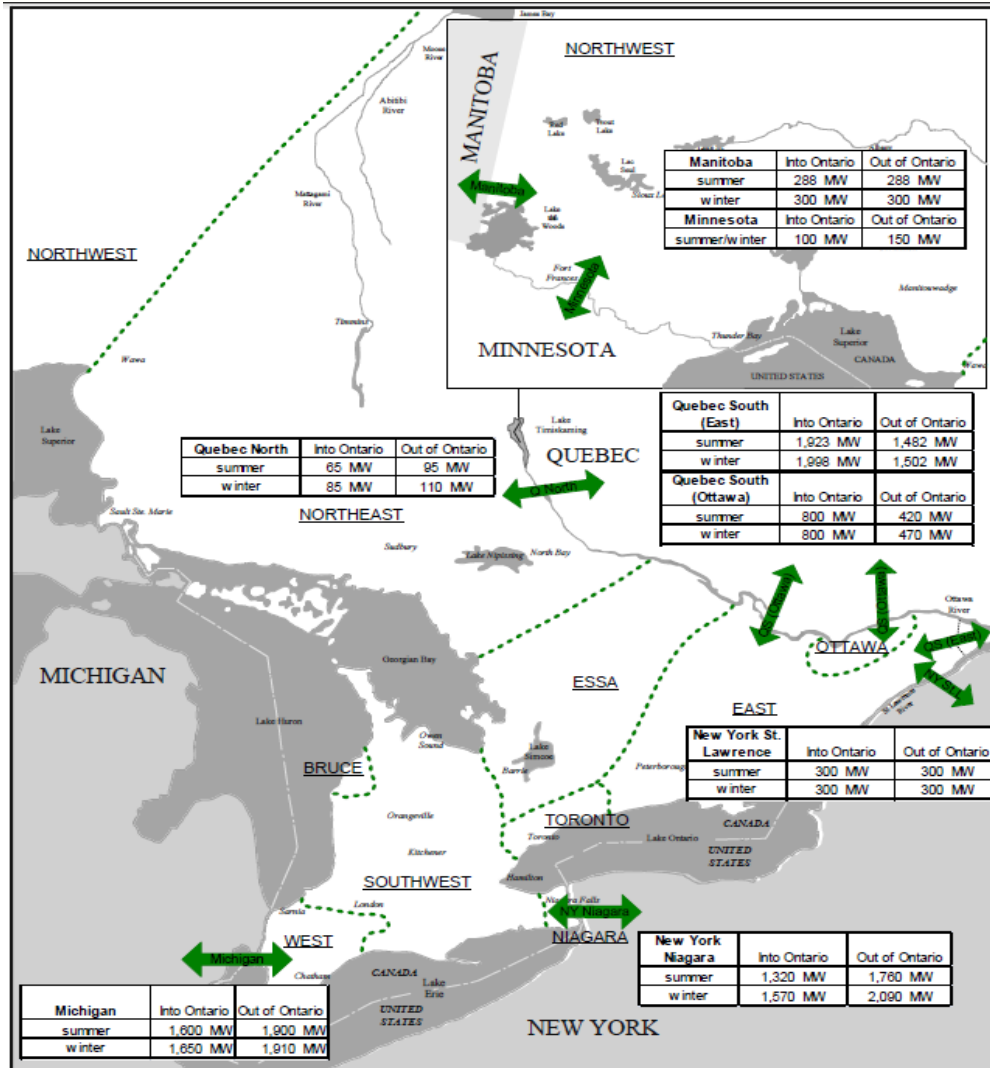 James Bay
Moose
River
Abitibi
River
Mattagami
River
NORTHWEST
Timmins
Wawa
Lake
Superior
NORTHWEST
MANITOBA
Red
Lake
Trout
Lake
Lac
Seul
Manitoba
Lake
of the
Woods
Manitoba Into Ontario Out of Ontario
summer 288 MW 288 MW
winter 300 MW 300 MW
Minnesota Into Ontario Out of Ontario
summer/winter 100 MW 150 MW
Fort
Frances
Minnesota
MINNESOTA
Manitouwadge
Thunder Bay
Lake
Superior
CANADA
UNITED STATES
Wawa
Lake
Timiskaming
QUEBEC
Quebec South
(East) Into Ontario Out of Ontario
summer 1,923 MW 1,482 MW
winter 1,998 MW 1,502 MW
Quebec South
(Ottawa) Into Ontario Out of Ontario
summer 800 MW 420 MW
winter 800 MW 470 MW
Quebec North Into Ontario Out of Ontario
summer 65 MW 95 MW
winter 85 MW 110 MW
Q North
NORTHEAST
Sault Ste. Marie
Sudbury
Lake Nipissing
North Bay
QS (Ottawa)
QS (Ottawa)
Ottawa
River
QS (East)
OTTAWA
NY StL
St Lawrence
River
MICHIGAN
Georgian Bay
ESSA
EAST
Lake Huron
Owen
Sound
Lake
Simcoe
Barrie
BRUCE
Peterborough
New York St.
Lawrence Into Ontario Out of Ontario
summer 300 MW 300 MW
winter 300 MW 300 MW
Orangeville
TORONTO
Toronto
CANADA
Lake Ontario
UNITED
STATES
Kitchener
Hamilton
SOUTHWEST
Niagara Falls
NY Niagara
NIAGARA
London
Sarnia
WEST
Michigan
Chatham
CANADA
Lake
Erie
UNITED
STATES
New York
Niagara Into Ontario Out of Ontario
summer 1,320 MW 1,760 MW
winter 1,570 MW 2,090 MW
Michigan Into Ontario Out of Ontario
summer 1,600 MW 1,900 MW
winter 1,650 MW 1,910 MW
NEW YORK